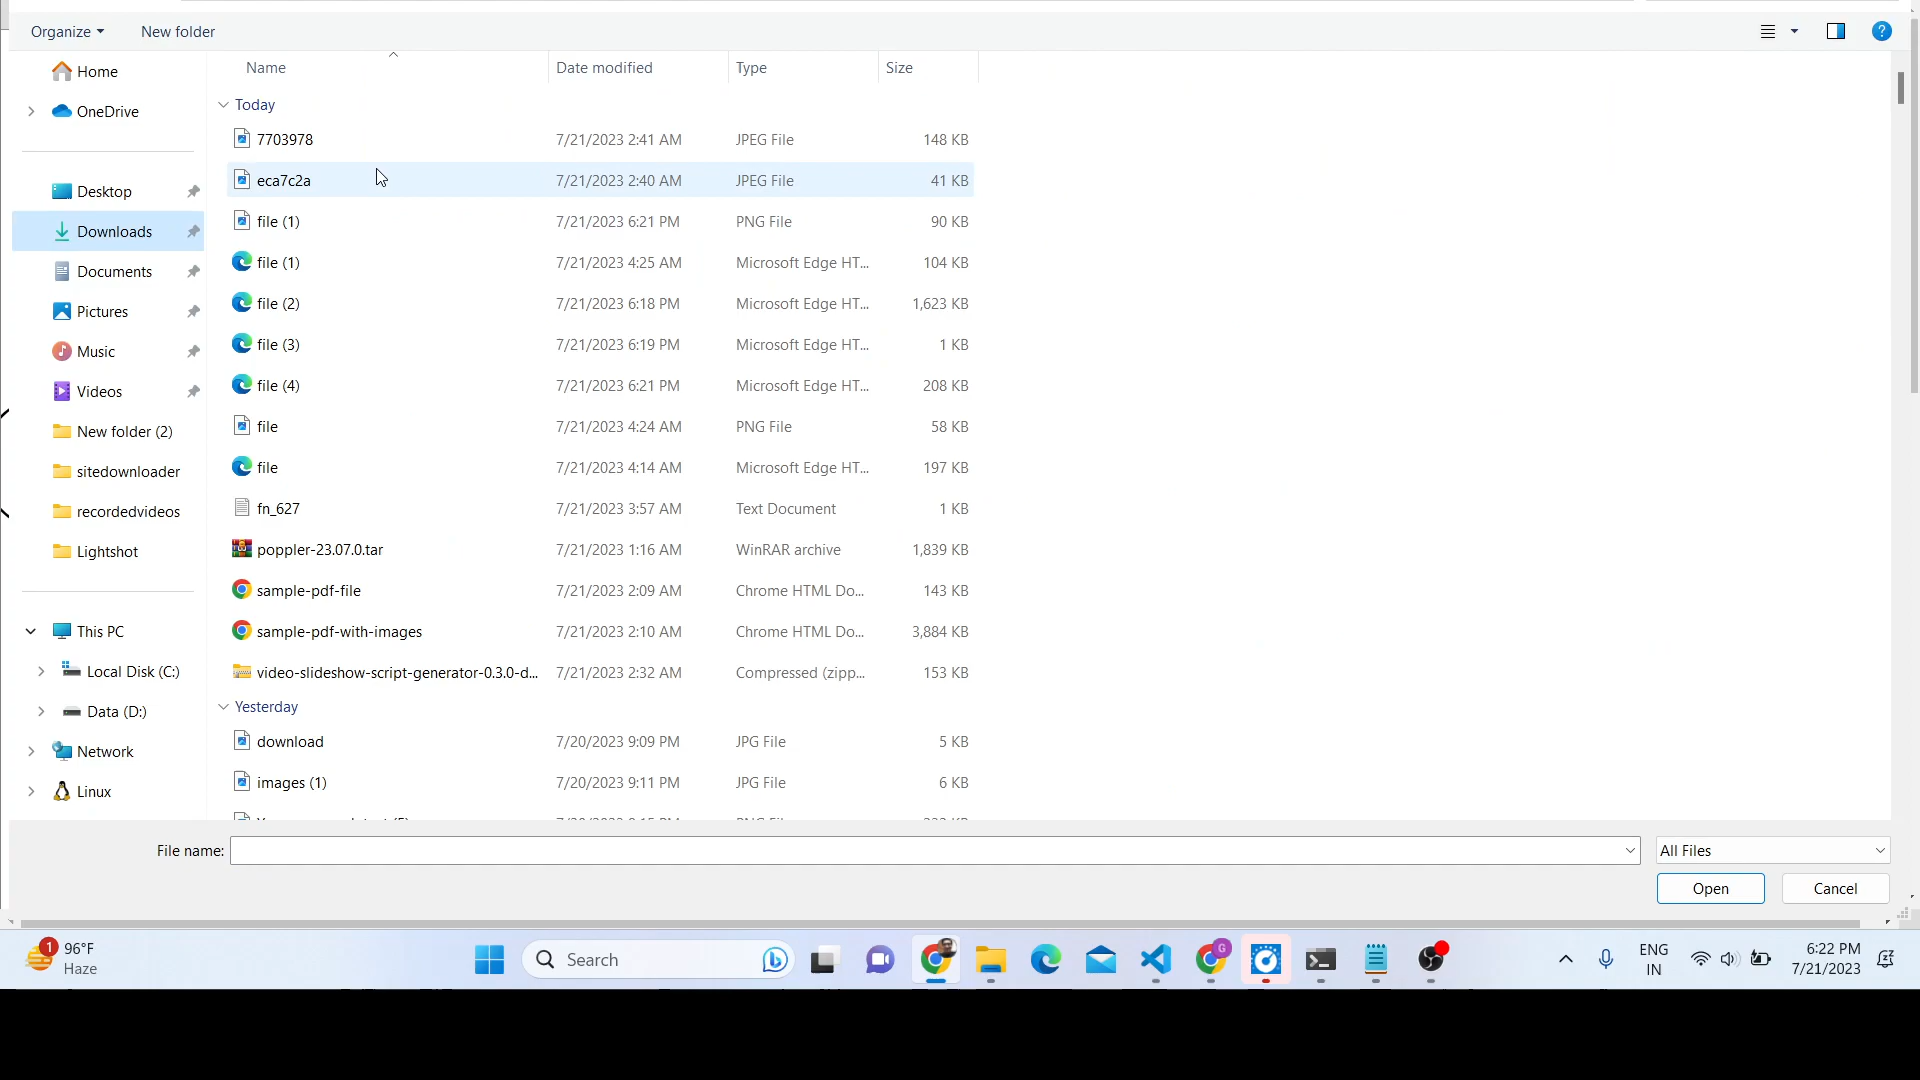 Organize New folder
Name Date modified Type Size
Home
OneDrive
Desktop
Downloads
Documents
Pictures
Music
Videos
New folder (2)
sitedownloader
recordedvideos
Lightshot
This PC
Local Disk (C:)
Data (D:)
Network
Linux
Today
7703978 7/21/2023 2:41 AM JPEG File 148 KB
eca7c2a 7/21/2023 2:40 AM JPEG File 41 KB
file (1) 7/21/2023 6:21 PM PNG File 90 KB
file (1) 7/21/2023 4:25 AM Microsoft Edge HT... 104 KB
file (2) 7/21/2023 6:18 PM Microsoft Edge HT... 1,623 KB
file (3) 7/21/2023 6:19 PM Microsoft Edge HT... 1 KB
file (4) 7/21/2023 6:21 PM Microsoft Edge HT... 208 KB
file 7/21/2023 4:24 AM PNG File 58 KB
file 7/21/2023 4:14 AM Microsoft Edge HT... 197 KB
fn_627 7/21/2023 3:57 AM Text Document 1 KB
poppler-23.07.0.tar 7/21/2023 1:16 AM WinRAR archive 1,839 KB
sample-pdf-file 7/21/2023 2:09 AM Chrome HTML Do... 143 KB
sample-pdf-with-images 7/21/2023 2:10 AM Chrome HTML Do... 3,884 KB
video-slideshow-script-generator-0.3.0-d... 7/21/2023 2:32 AM Compressed (zipp... 153 KB
Yesterday
download 7/20/2023 9:09 PM JPG File 5 KB
images (1) 7/20/2023 9:11 PM JPG File 6 KB
File name: All Files
Open Cancel
1 96°F
Haze
Search
G
ENG
IN
6:22 PM
7/21/2023